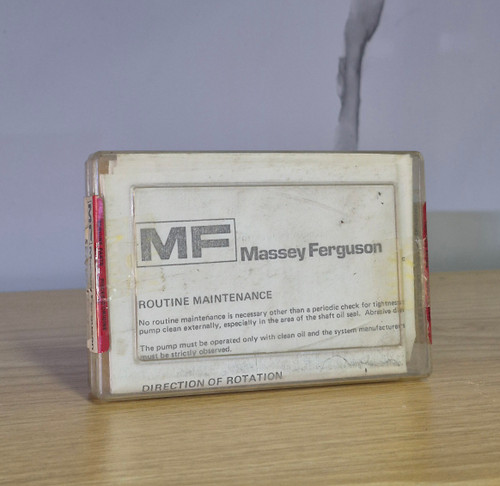 MF Massey Ferguson
ROUTINE MAINTENANCE
No routine maintenance is necessary other than a periodic check for tightness
pump clean externally, especially in the area of the shaft oil seal. Abrasive
The pump must be operated only with clean oil and the system manufacturers
must be strictly observed.
DIRECTION OF ROTATION